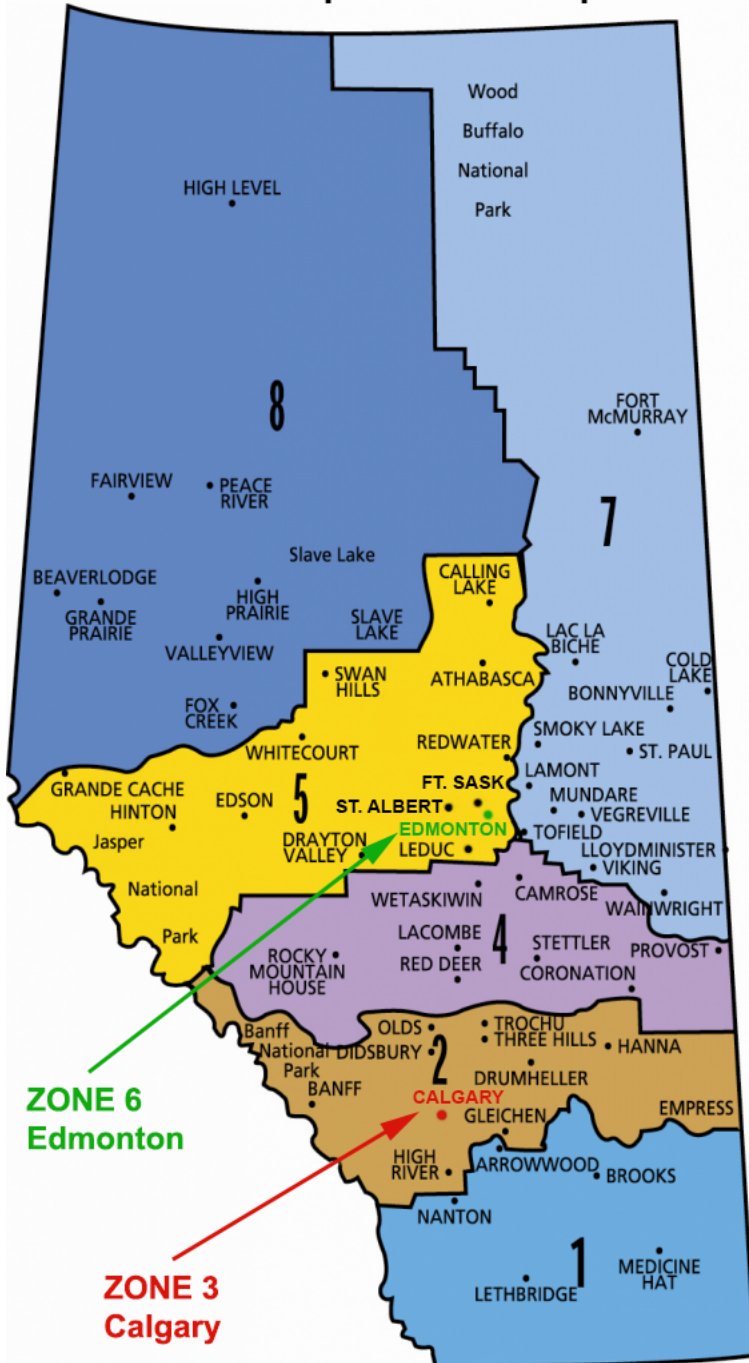 Wood
Buffalo
National
Park
HIGH LEVEL
8
FORT
McMURRAY
FAIRVIEW
PEACE
RIVER
7
Slave Lake
CALLING
LAKE
BEAVERLODGE
GRANDE
PRAIRIE
HIGH
PRAIRIE
SLAVE
LAKE
VALLEYVIEW
LAC LA
BICHE
COLD
LAKE
SWAN
HILLS
ATHABASCA
BONNYVILLE
FOX
CREEK
WHITECOURT
REDWATER
SMOKY LAKE
ST. PAUL
GRANDE CACHE
HINTON
EDSON
5
FT. SASK
ST. ALBERT
EDMONTON
LAMONT
MUNDARE
VEGREVILLE
TOFIELD
Jasper
National
Park
DRAYTON
VALLEY
LEDUC
LLOYDMINISTER
VIKING
WETASKIWIN
CAMROSE
WAINWRIGHT
4
LACOMBE
RED DEER
STETTLER
CORONATION
PROVOST
ROCKY
MOUNTAIN
HOUSE
Banff
National
Park
OLDS
DIDSBURY
TROCHU
THREE HILLS
HANNA
2
DRUMHELLER
BANFF
CALGARY
GLEICHEN
EMPRESS
ZONE 6
Edmonton
HIGH
RIVER
ARROWWOOD
BROOKS
NANTON
1
MEDICINE
HAT
LETHBRIDGE
ZONE 3
Calgary